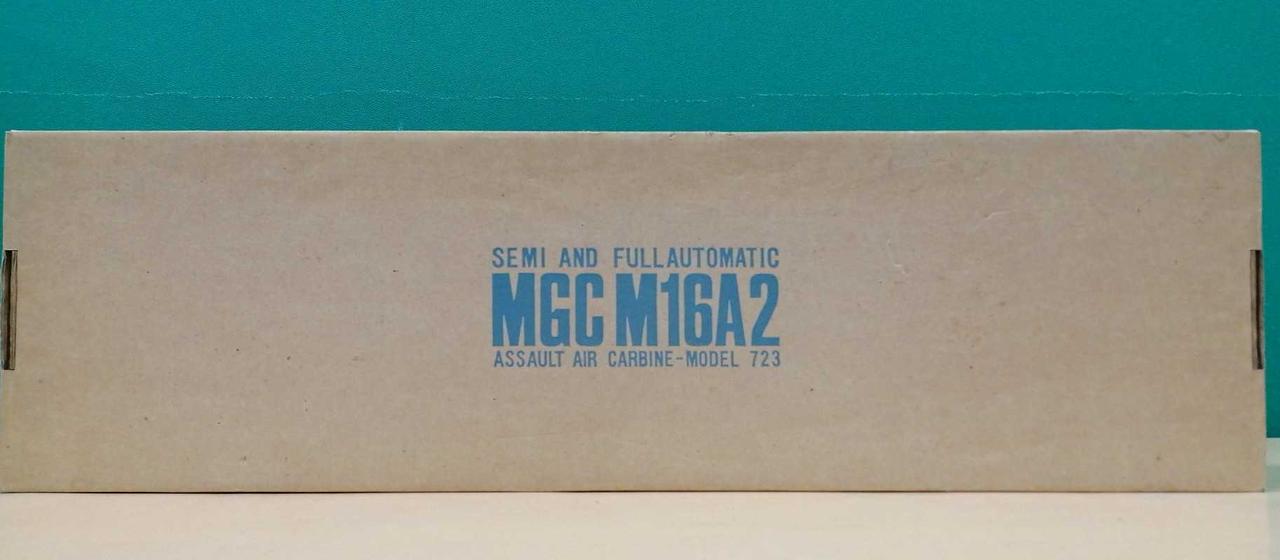 SEMI AND FULLAUTOMATIC
MGC M16A2
ASSAULT AIR CARBINE-MODEL 723